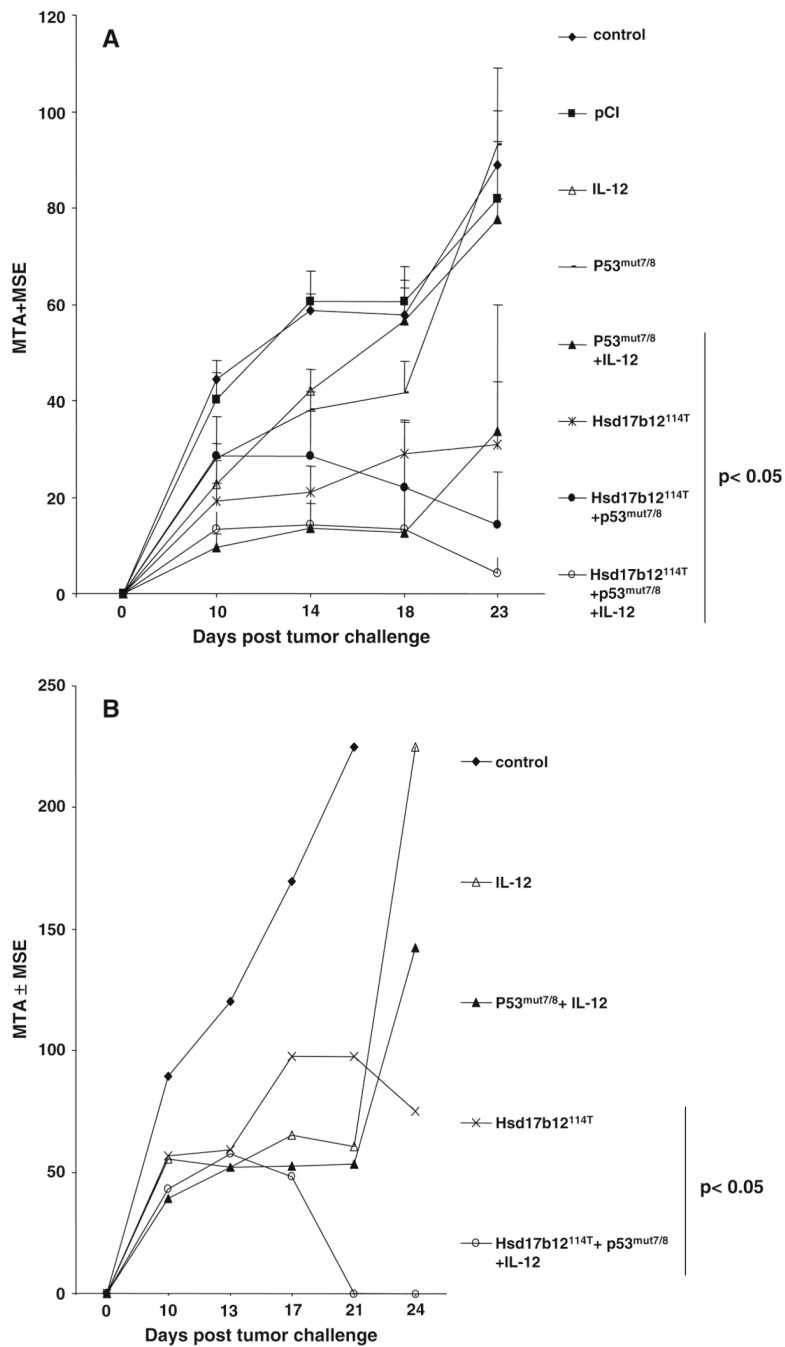 A
120
100
80
60
40
20
0
MTA+MSE
0 10 14 18 23
Days post tumor challenge
control
pCI
IL-12
P53mut7/8
P53mut7/8
+IL-12
Hsd17b12114T
Hsd17b12114T
+p53mut7/8
Hsd17b12114T
+p53mut7/8
+IL-12
p< 0.05
B
250
200
150
100
50
0
MTA ± MSE
0 10 13 17 21 24
Days post tumor challenge
control
IL-12
P53mut7/8+ IL-12
Hsd17b12114T
Hsd17b12114T+ p53mut7/8
+IL-12
p< 0.05